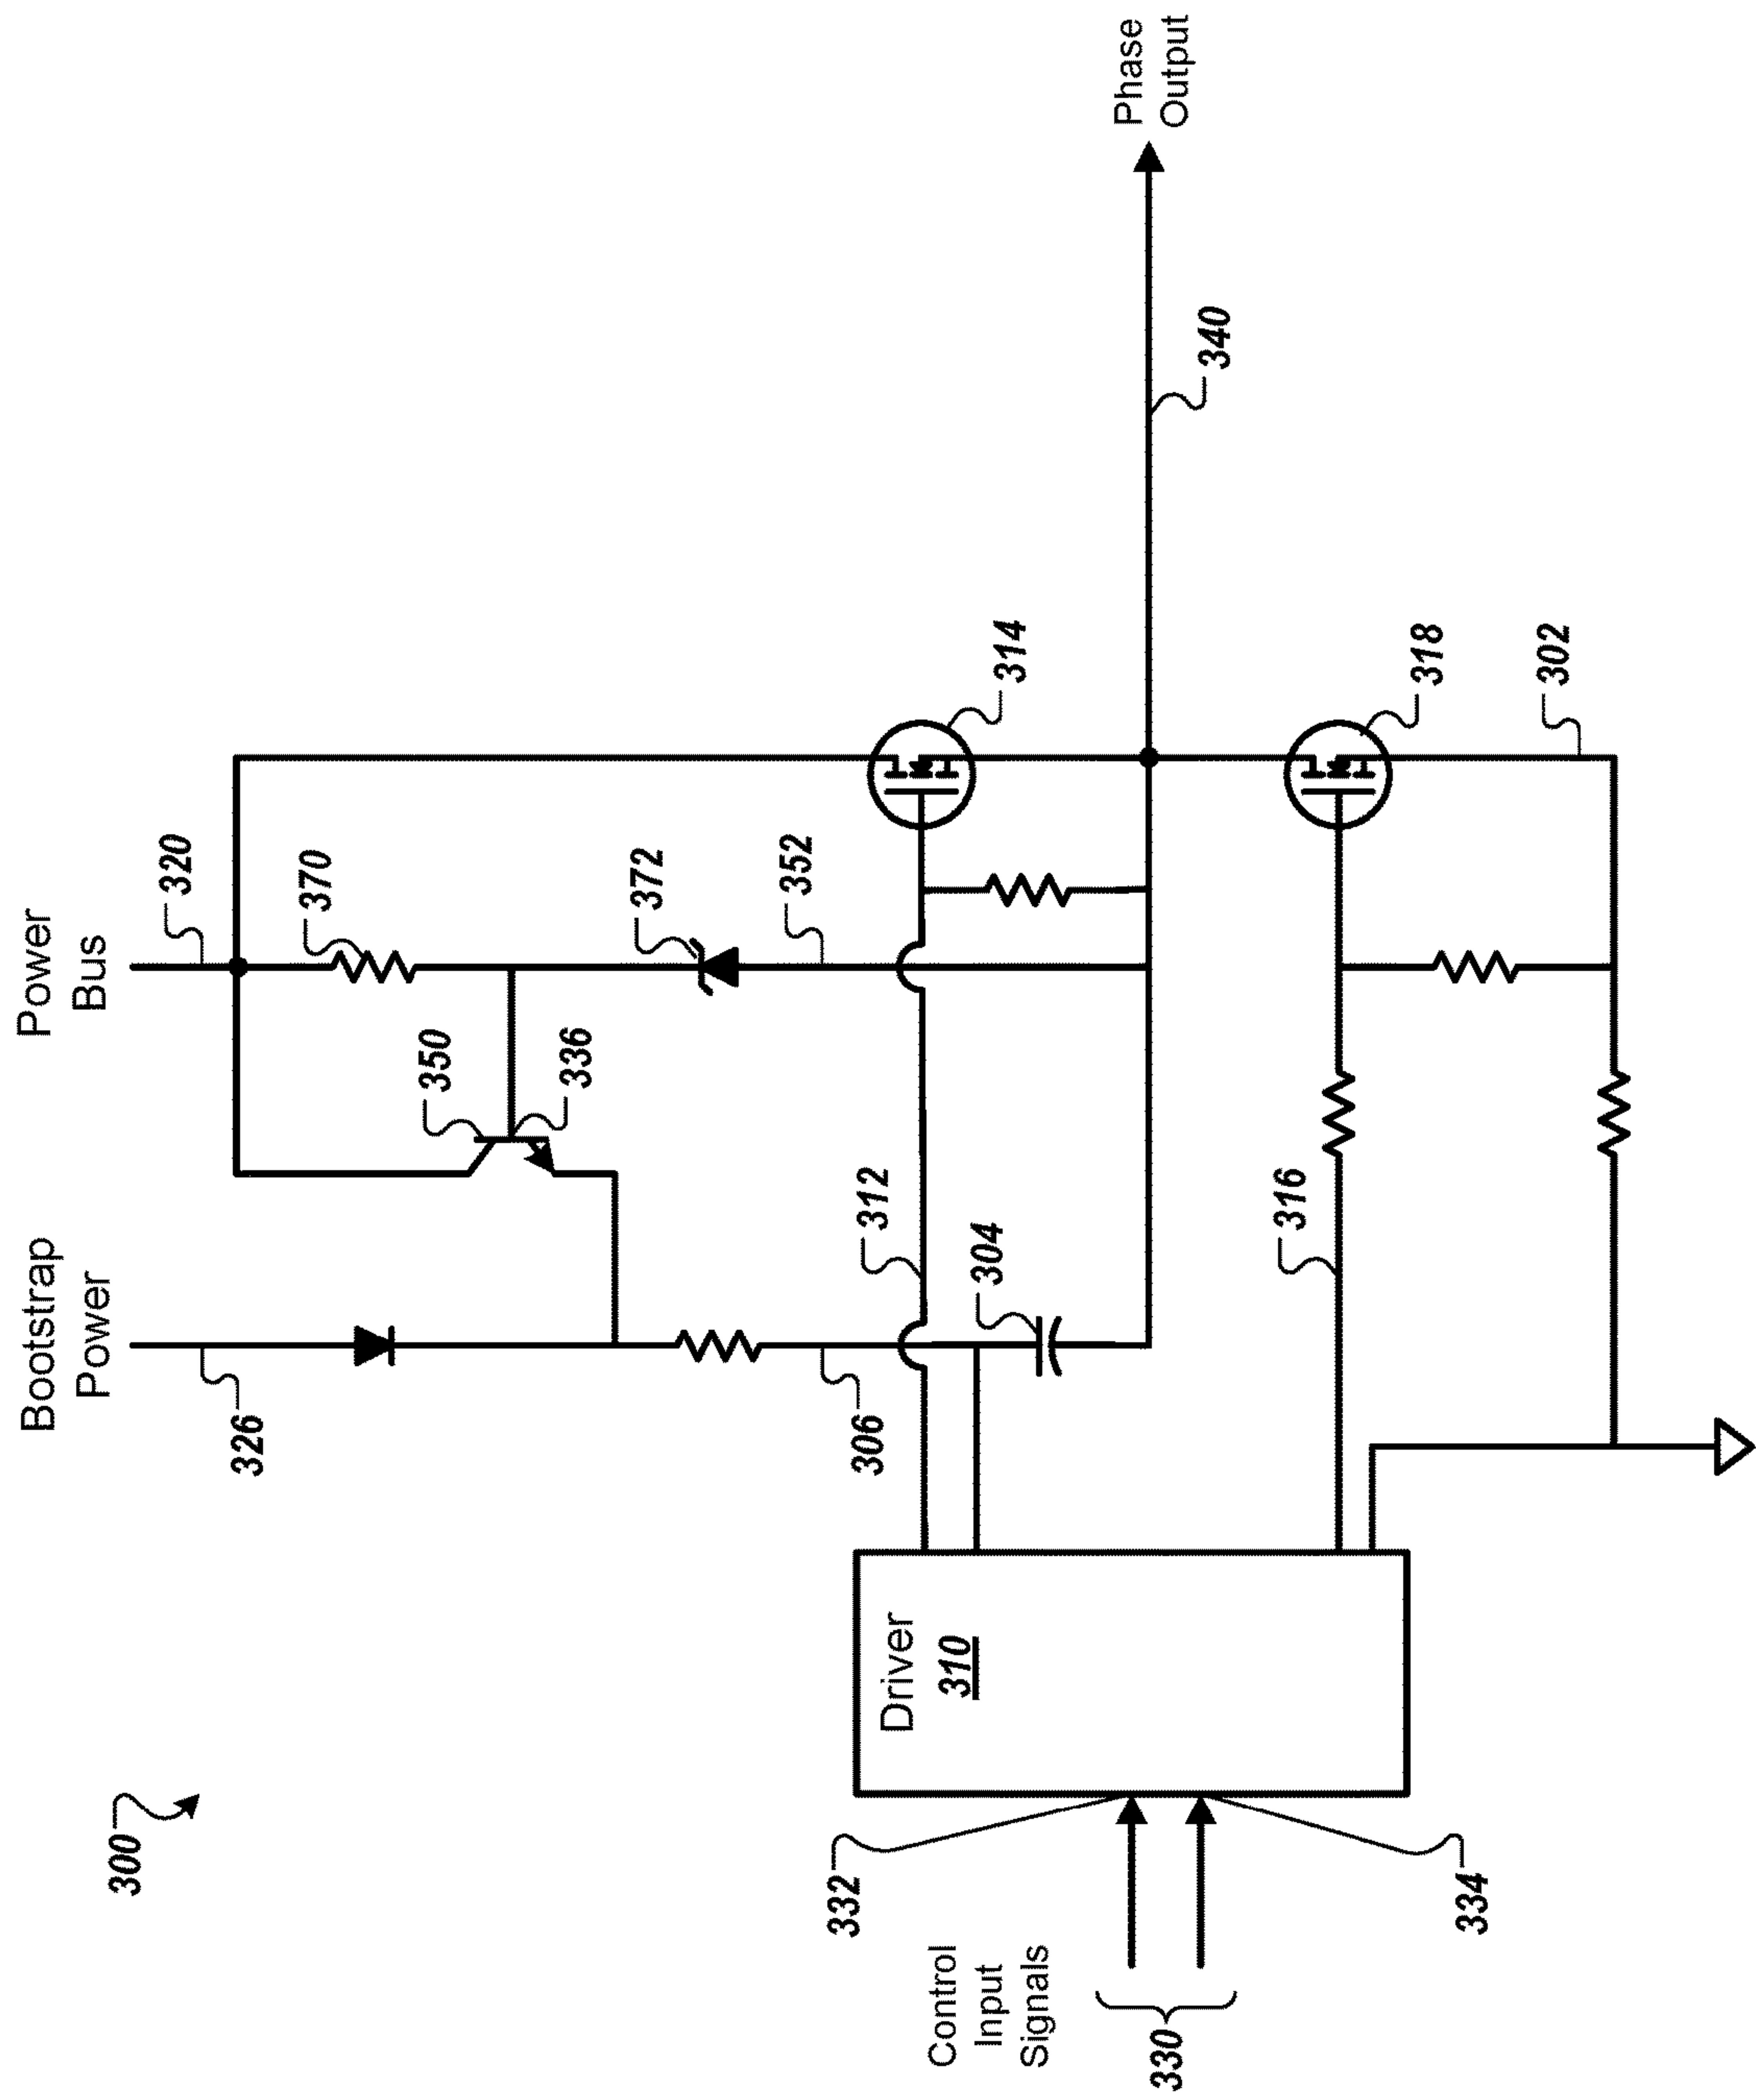 300
Bootstrap
Power
326
Power
Bus
320
370
350
336
372
352
306
312
304
314
340
Phase
Output
Driver
310
316
318
302
332
Control
Input
Signals
330
334